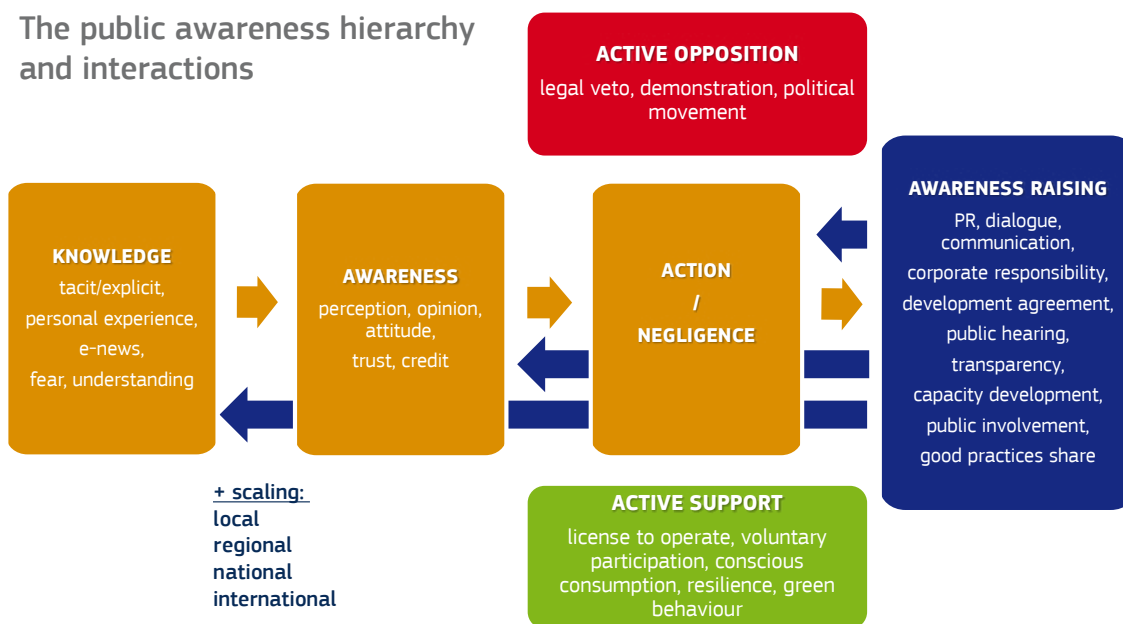 The public awareness hierarchy
and interactions
ACTIVE OPPOSITION
legal veto, demonstration, political
movement
KNOWLEDGE
tacit/explicit,
personal experience,
e-news,
fear, understanding
AWARENESS
perception, opinion,
attitude,
trust, credit
ACTION
/
NEGLIGENCE
AWARENESS RAISING
PR, dialogue,
communication,
corporate responsibility,
development agreement,
public hearing,
transparency,
capacity development,
public involvement,
good practices share
+ scaling:
local
regional
national
international
ACTIVE SUPPORT
license to operate, voluntary
participation, conscious
consumption, resilience, green
behaviour